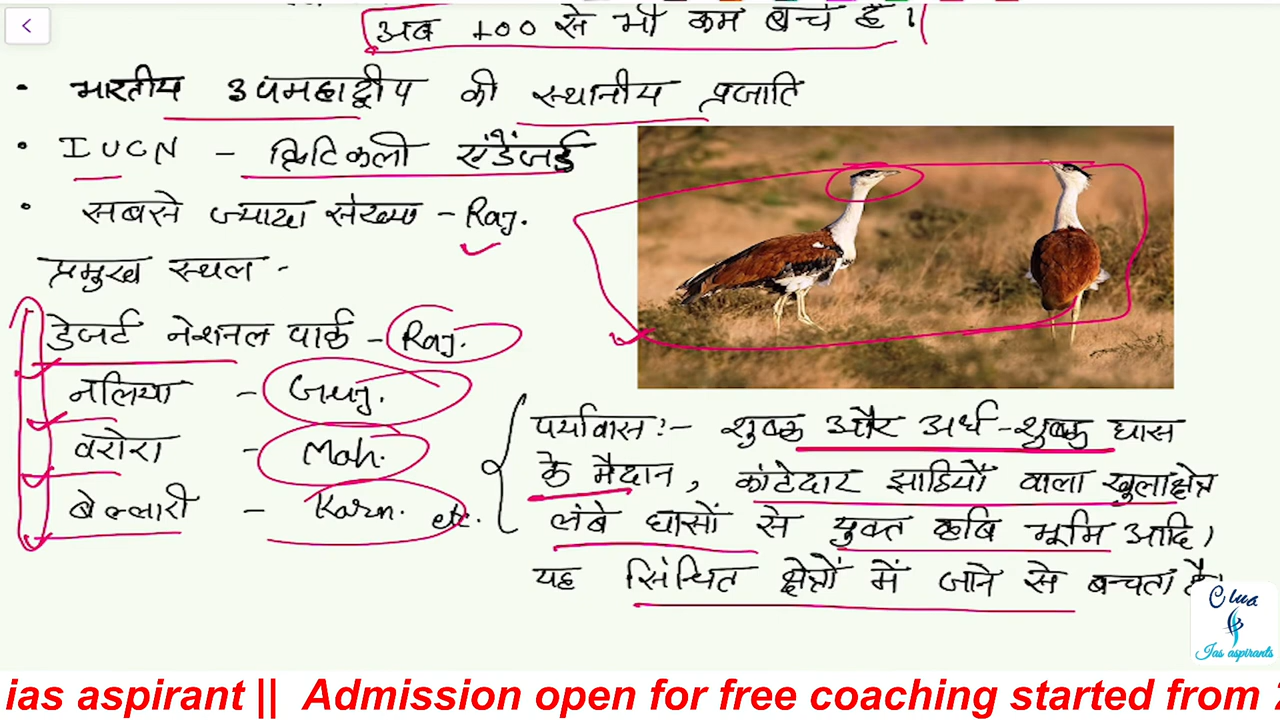 अब 100 से भी कम बचे हैं।
• भारतीय उपमहाद्वीप की स्थानीय प्रजाति
• IUCN - क्रिटिकली एंडेंजर्ड
• सबसे ज्यादा संख्या - Raj.
प्रमुख स्थल -
डेजर्ट नेशनल पार्क - Raj.
नलिया - Guj.
वरोरा - Mah.
बेल्लारी - Karn. etc.
पर्यावास :- शुष्क और अर्ध-शुष्क घास
के मैदान, कांटेदार झाडियों वाला खुला क्षेत्र
लंबे घासों से युक्त कृषि भूमि आदि।
यह सिंचित क्षेत्रों में जाने से बचता है।
Clua
Ias aspirants
ias aspirant || Admission open for free coaching started from